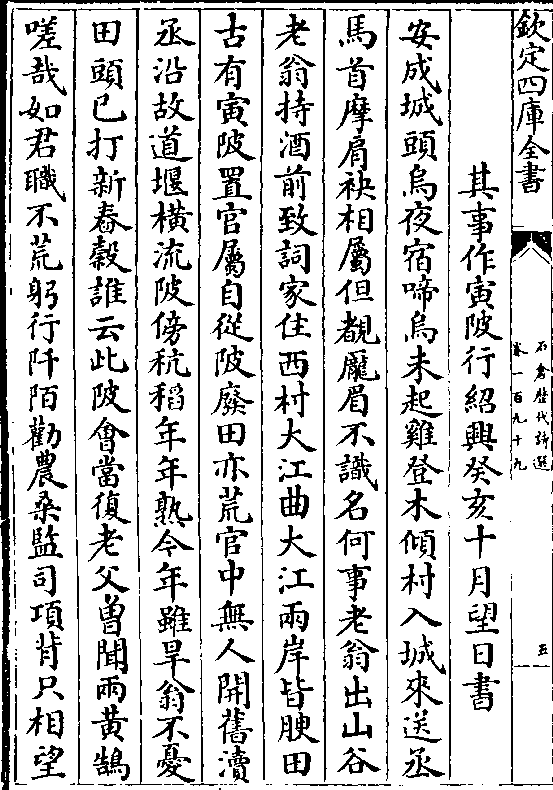 欽定四庫全書
石倉歷代詩選
卷一百九十九
五
其事作寅陂行紹興癸亥十月望日書
安成城頭烏夜宿啼烏未起雞登木傾村入城來送丞
馬首摩肩袂相屬但覩龎眉不識名何事老翁出山谷
老翁持酒前致詞家住西村大江曲大江兩岸皆腴田
古有寅陂置官屬自從陂廢田亦荒官中無人開舊瀆
丞沿故道堰橫流陂傍秔稻年年熟今年雖旱翁不憂
田頭已打新舂穀誰云此陂會當復老父曽聞兩黄鵠
嗟哉如君職不荒躬行阡陌勸農桑監司項背只相望